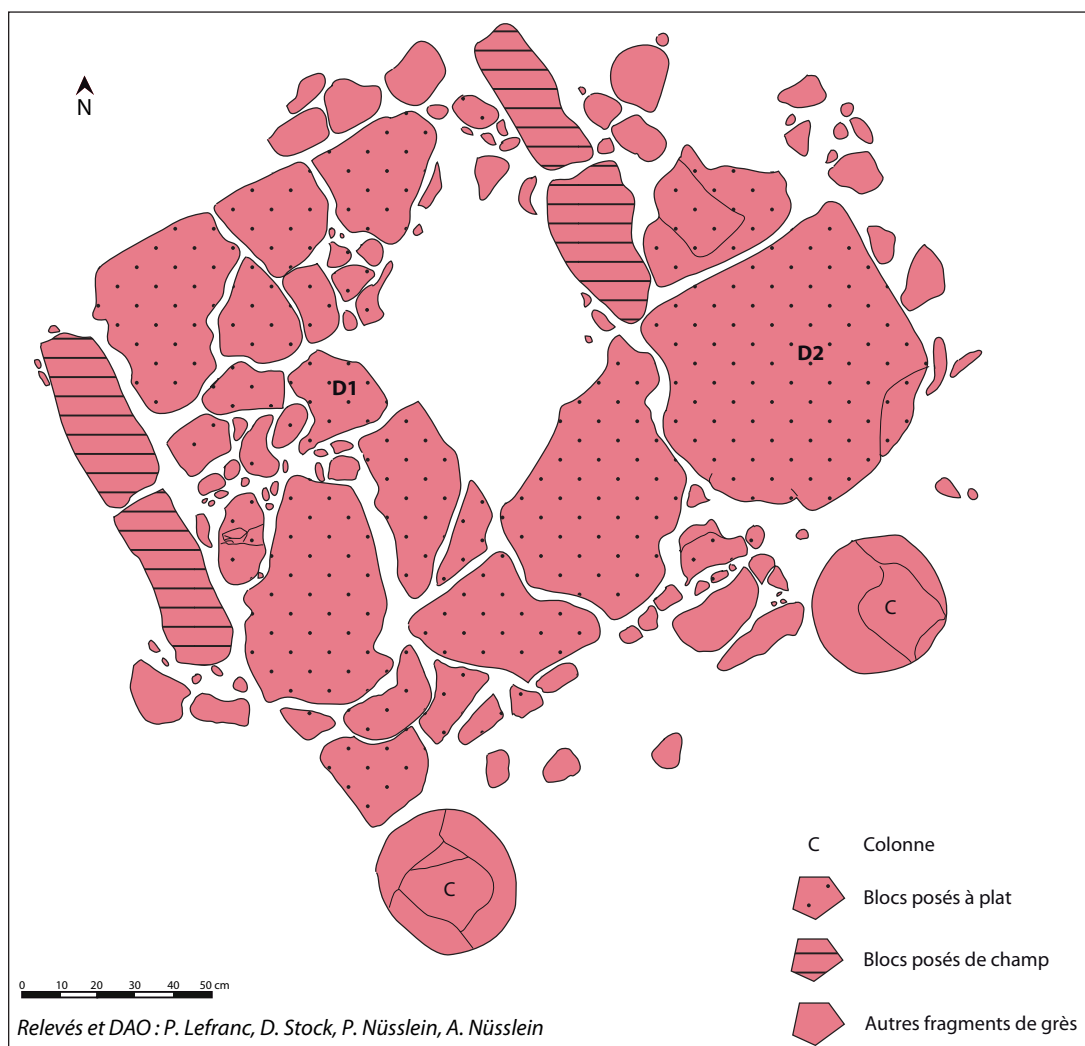 N
D1
D2
C
C
C Colonne
Blocs posés à plat
Blocs posés de champ
Autres fragments de grès
0 10 20 30 40 50 cm
Relevés et DAO : P. Lefranc, D. Stock, P. Nüsslein, A. Nüsslein